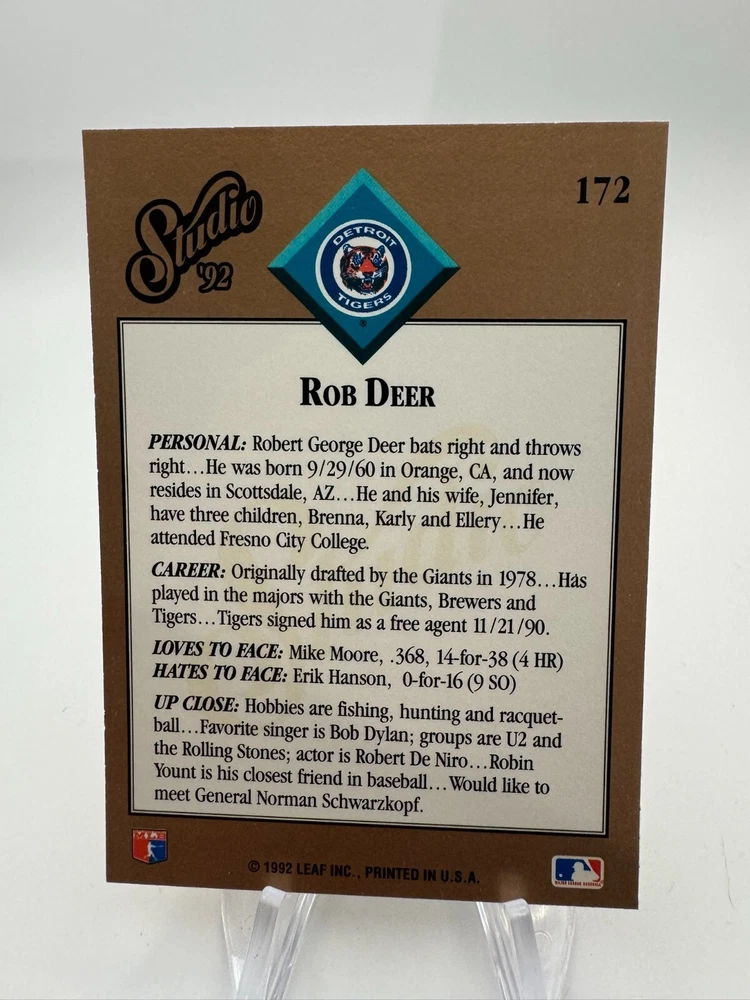 Studio
'92
172
DETROIT
TIGERS
®
ROB DEER
PERSONAL: Robert George Deer bats right and throws
right...He was born 9/29/60 in Orange, CA, and now
resides in Scottsdale, AZ...He and his wife, Jennifer,
have three children, Brenna, Karly and Ellery...He
attended Fresno City College.
CAREER: Originally drafted by the Giants in 1978...Has
played in the majors with the Giants, Brewers and
Tigers...Tigers signed him as a free agent 11/21/90.
LOVES TO FACE: Mike Moore, .368, 14-for-38 (4 HR)
HATES TO FACE: Erik Hanson, 0-for-16 (9 SO)
UP CLOSE: Hobbies are fishing, hunting and racquet-
ball...Favorite singer is Bob Dylan; groups are U2 and
the Rolling Stones; actor is Robert De Niro...Robin
Yount is his closest friend in baseball...Would like to
meet General Norman Schwarzkopf.
© 1992 LEAF INC., PRINTED IN U.S.A.
MAJOR LEAGUE BASEBALL